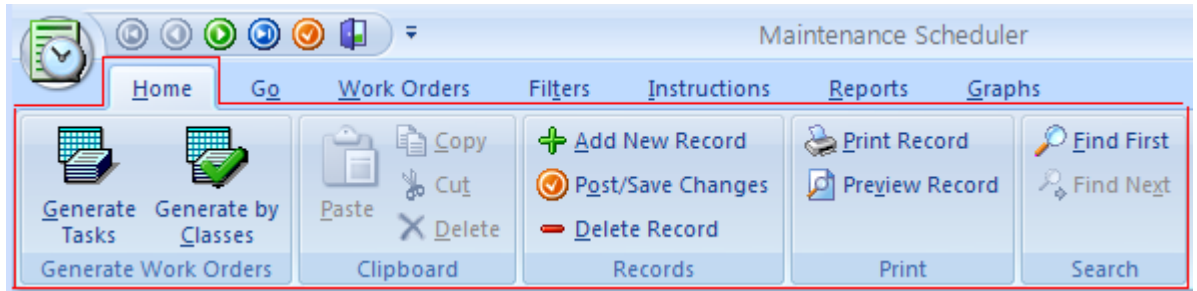 Maintenance Scheduler
Home Go Work Orders Filters Instructions Reports Graphs
Generate Tasks
Generate by Classes
Generate Work Orders
Paste
Copy
Cut
Delete
Clipboard
Add New Record
Post/Save Changes
Delete Record
Records
Print Record
Preview Record
Print
Find First
Find Next
Search